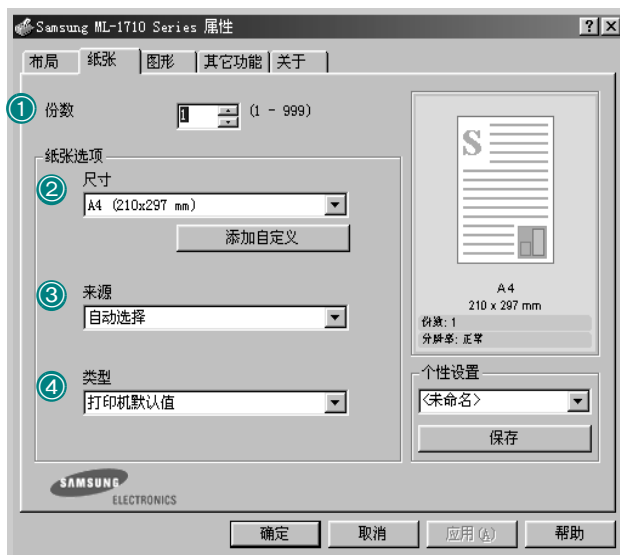 Samsung ML-1710 Series 属性
布局 纸张 图形 其它功能 关于
1 份数 1 (1 - 999)
纸张选项
2 尺寸
A4 (210x297 mm)
添加自定义
3 来源
自动选择
4 类型
打印机默认值
S
A4
210 x 297 mm
份数: 1
分辨率: 正常
个性设置
<未命名>
保存
SAMSUNG
ELECTRONICS
确定 取消 应用(A) 帮助